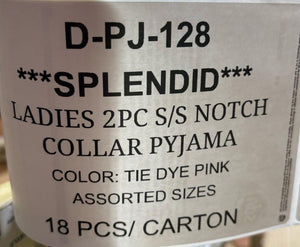 D-PJ-128
***SPLENDID***
LADIES 2PC S/S NOTCH
COLLAR PYJAMA
COLOR: TIE DYE PINK
ASSORTED SIZES
18 PCS/ CARTON